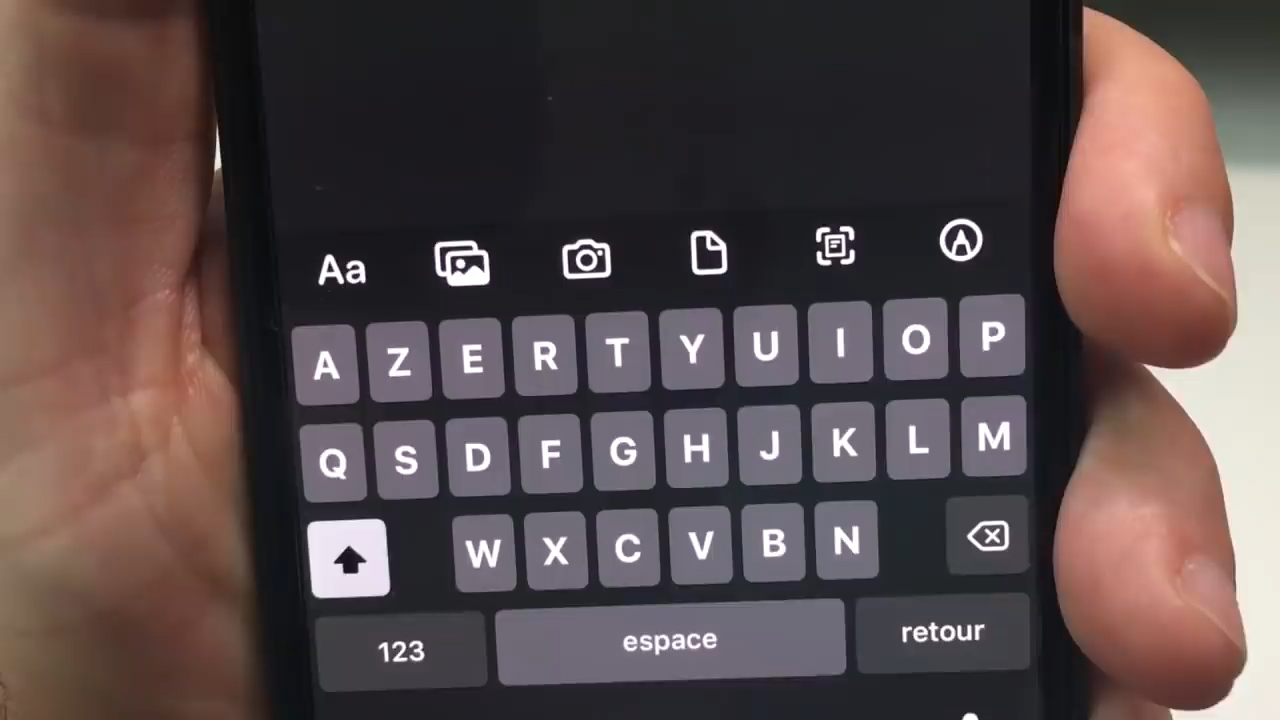 Aa
A Z E R T Y U I O P
Q S D F G H J K L M
W X C V B N
123 espace retour